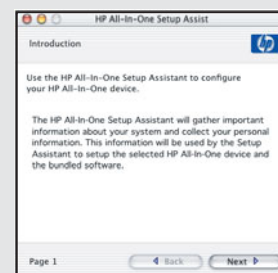 HP All-In-One Setup Assist
Introduction
hp
Use the HP All-In-One Setup Assistant to configure
your HP All-In-One device.
The HP All-In-One Setup Assistant will gather important
information about your system and collect your personal
information. This information will be used by the Setup
Assistant to setup the selected HP All-In-One device and
the bundled software.
Page 1
Back
Next